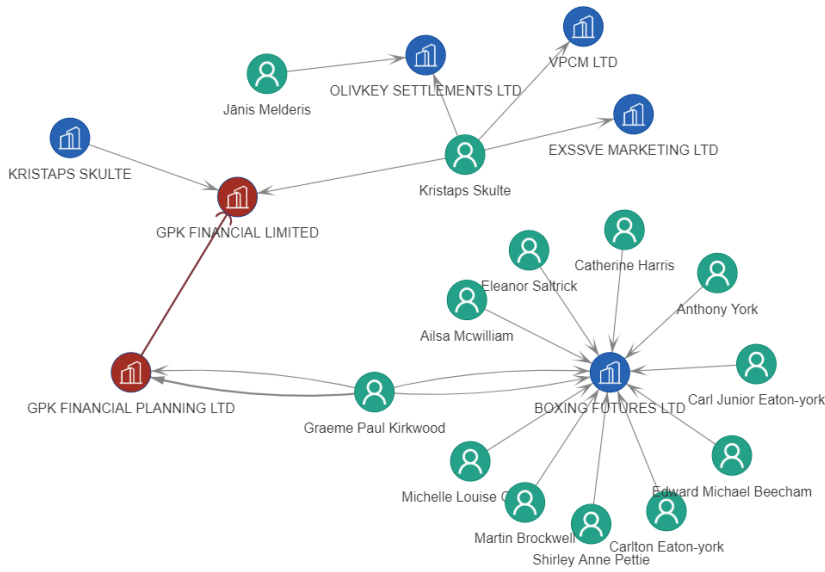 VPCM LTD
OLIVKEY SETTLEMENTS LTD
Jānis Melderis
EXSSVE MARKETING LTD
KRISTAPS SKULTE
Kristaps Skulte
GPK FINANCIAL LIMITED
Catherine Harris
Eleanor Saltrick
Anthony York
Ailsa Mcwilliam
Carl Junior Eaton-york
GPK FINANCIAL PLANNING LTD
BOXING FUTURES LTD
Graeme Paul Kirkwood
Edward Michael Beecham
Michelle Louise
Martin Brockwell
Carlton Eaton-york
Shirley Anne Pettie